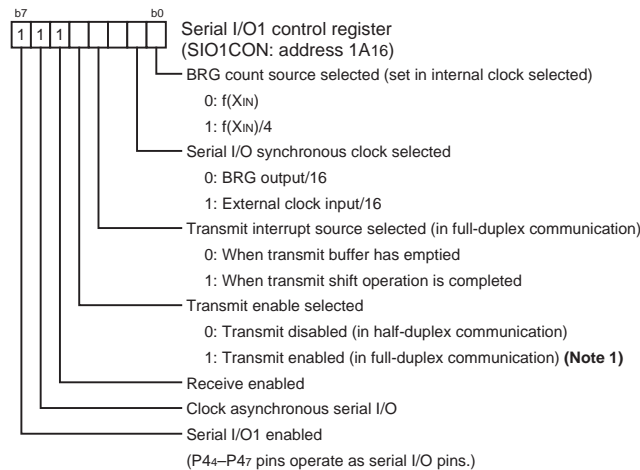 b7 b0
1 1 1
Serial I/O1 control register
(SIO1CON: address 1A16)
BRG count source selected (set in internal clock selected)
0: f(XIN)
1: f(XIN)/4
Serial I/O synchronous clock selected
0: BRG output/16
1: External clock input/16
Transmit interrupt source selected (in full-duplex communication)
0: When transmit buffer has emptied
1: When transmit shift operation is completed
Transmit enable selected
0: Transmit disabled (in half-duplex communication)
1: Transmit enabled (in full-duplex communication) (Note 1)
Receive enabled
Clock asynchronous serial I/O
Serial I/O1 enabled
(P44–P47 pins operate as serial I/O pins.)